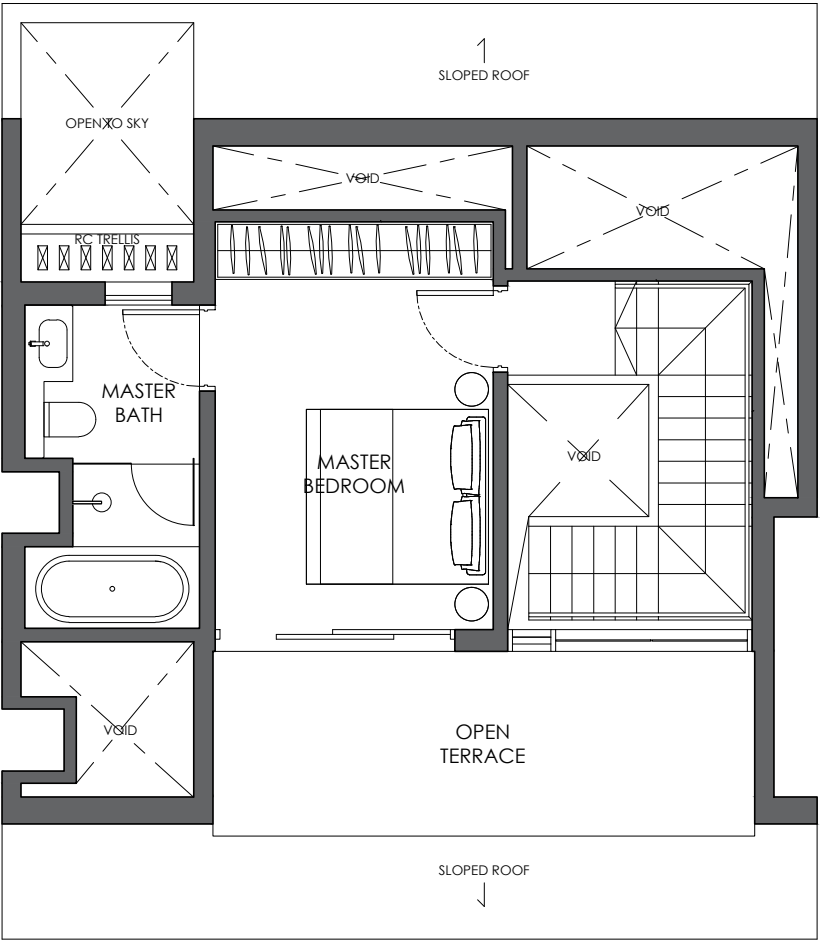 SLOPED ROOF
OPEN TO SKY
VOID
VOID
RC TRELLIS
MASTER
BATH
MASTER
BEDROOM
VOID
VOID
OPEN
TERRACE
SLOPED ROOF